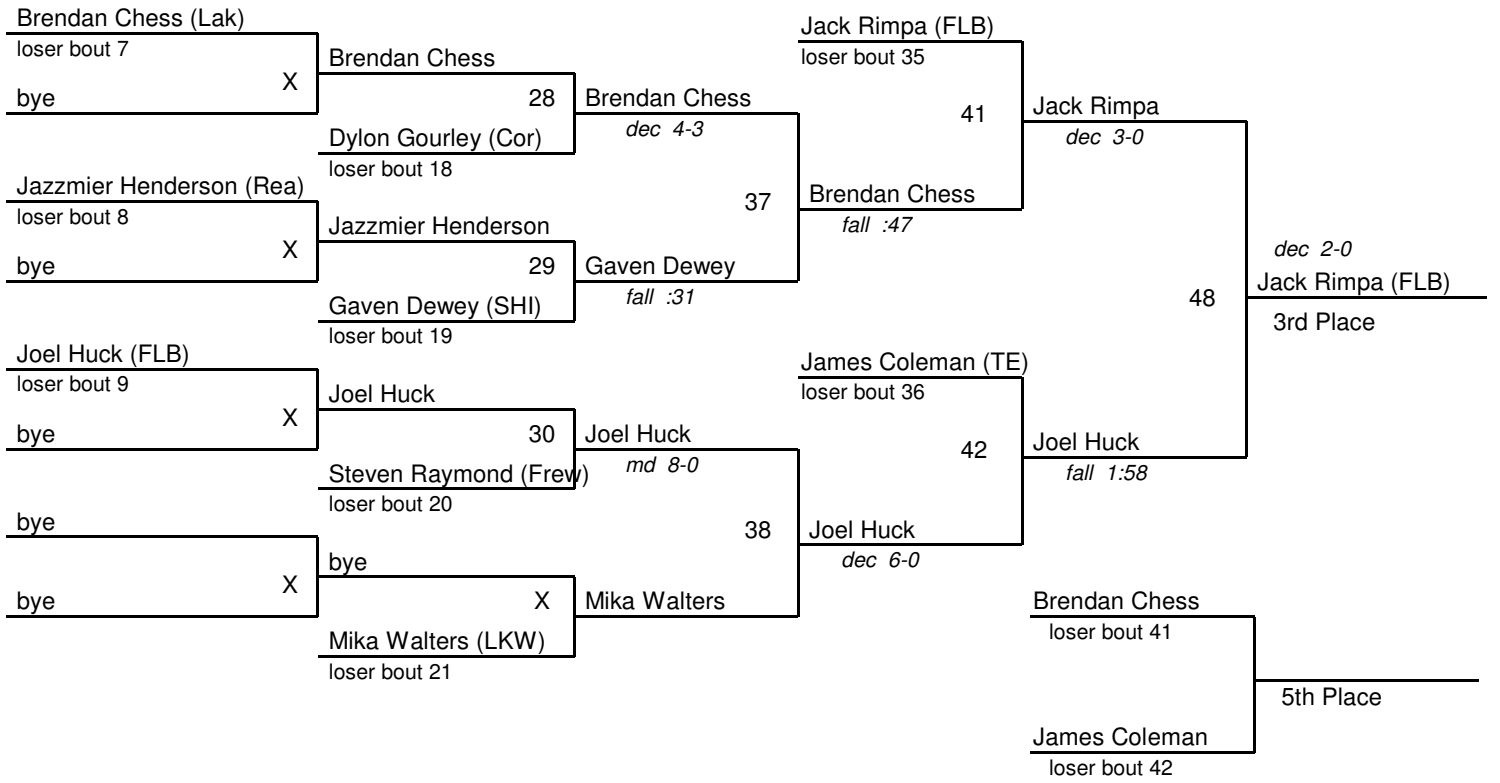 Brendan Chess (Lak)
loser bout 7
X
bye
Jazzmier Henderson (Rea)
loser bout 8
X
bye
Joel Huck (FLB)
loser bout 9
X
bye
bye
X
bye
Brendan Chess
28
Dylon Gourley (Cor)
loser bout 18
Jazzmier Henderson
29
Gaven Dewey (SHI)
loser bout 19
Joel Huck
30
Steven Raymond (Frew)
loser bout 20
bye
X
Mika Walters (LKW)
loser bout 21
Brendan Chess
dec 4-3
37
Gaven Dewey
fall :31
Joel Huck
md 8-0
38
Mika Walters
Jack Rimpa (FLB)
loser bout 35
41
Brendan Chess
fall :47
James Coleman (TE)
loser bout 36
42
Joel Huck
dec 6-0
Jack Rimpa
dec 3-0
48
Joel Huck
fall 1:58
dec 2-0
Jack Rimpa (FLB)
3rd Place
Brendan Chess
loser bout 41
5th Place
James Coleman
loser bout 42